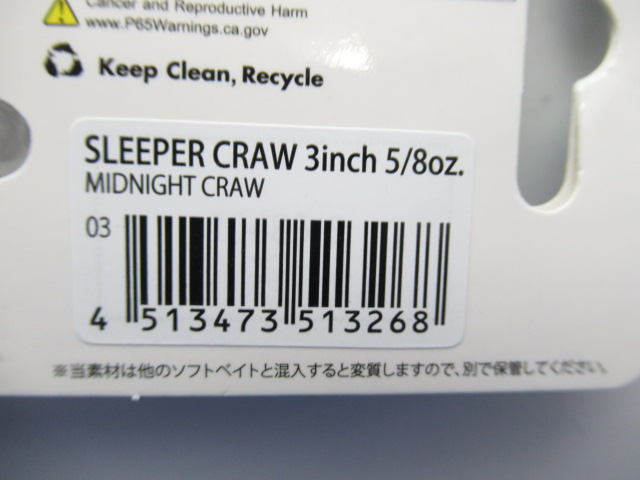 Cancer and Reproductive Harm
www.P65Warnings.ca.gov
Keep Clean, Recycle
SLEEPER CRAW 3inch 5/8oz.
MIDNIGHT CRAW
03
4 513473 513268
※当素材は他のソフトベイトと混入すると変質しますので、別で保管してください。